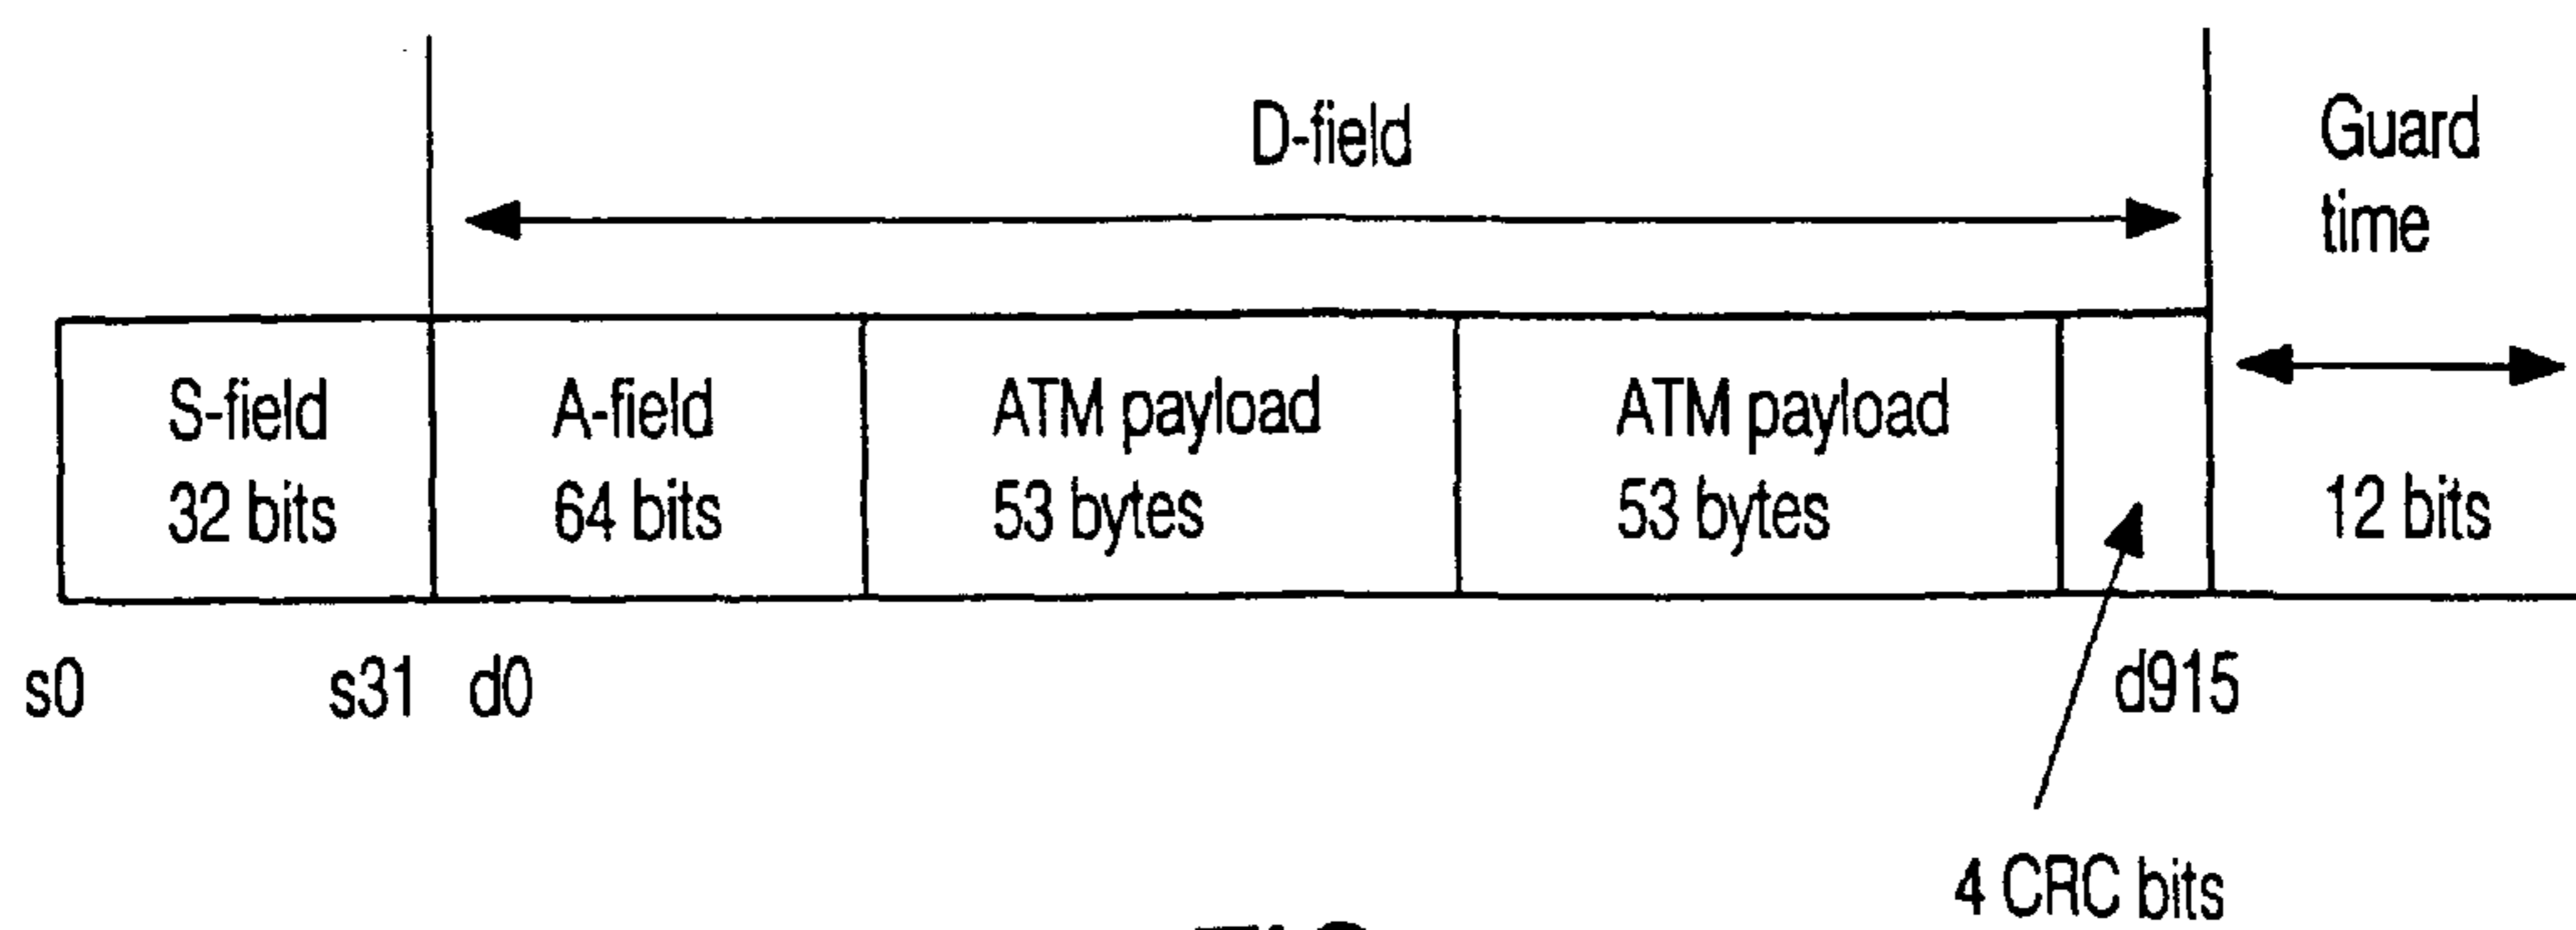 D-field
Guard
time
S-field
32 bits
A-field
64 bits
ATM payload
53 bytes
ATM payload
53 bytes
12 bits
s0
s31
d0
d915
4 CRC bits